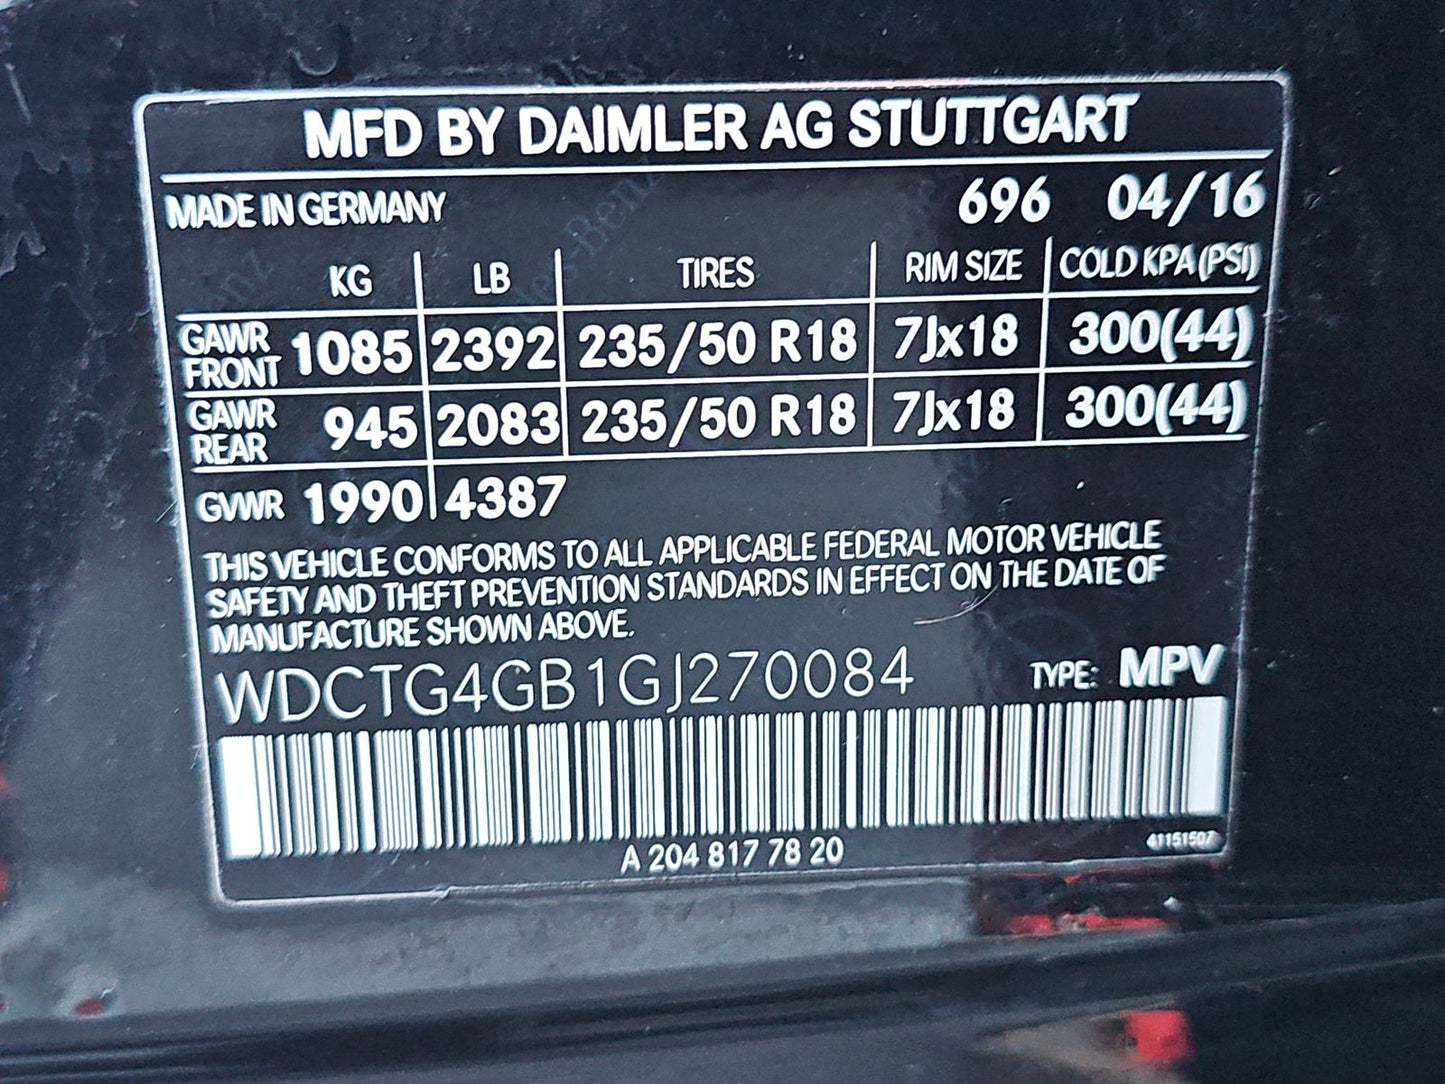 MFD BY DAIMLER AG STUTTGART
MADE IN GERMANY 696 04/16
KG LB TIRES RIM SIZE COLD KPA(PSI)
GAWR FRONT 1085 2392 235/50 R18 7Jx18 300(44)
GAWR REAR 945 2083 235/50 R18 7Jx18 300(44)
GVWR 1990 4387
THIS VEHICLE CONFORMS TO ALL APPLICABLE FEDERAL MOTOR VEHICLE
SAFETY AND THEFT PREVENTION STANDARDS IN EFFECT ON THE DATE OF
MANUFACTURE SHOWN ABOVE.
WDCTG4GB1GJ270084 TYPE: MPV
A 204 817 78 20 41151507